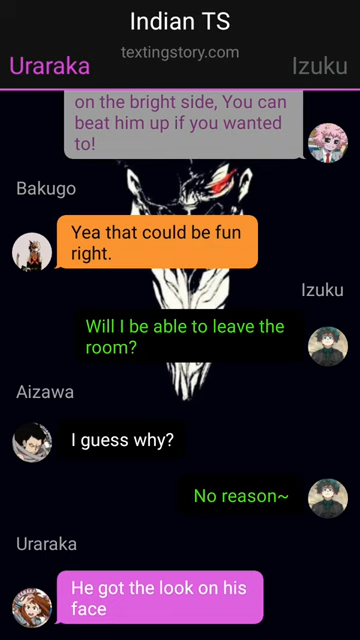 Indian TS
textingstory.com
Uraraka
Izuku
on the bright side, You can
beat him up if you wanted
to!
Bakugo
Yea that could be fun
right.
Izuku
Will I be able to leave the
room?
Aizawa
I guess why?
No reason~
Uraraka
He got the look on his
face